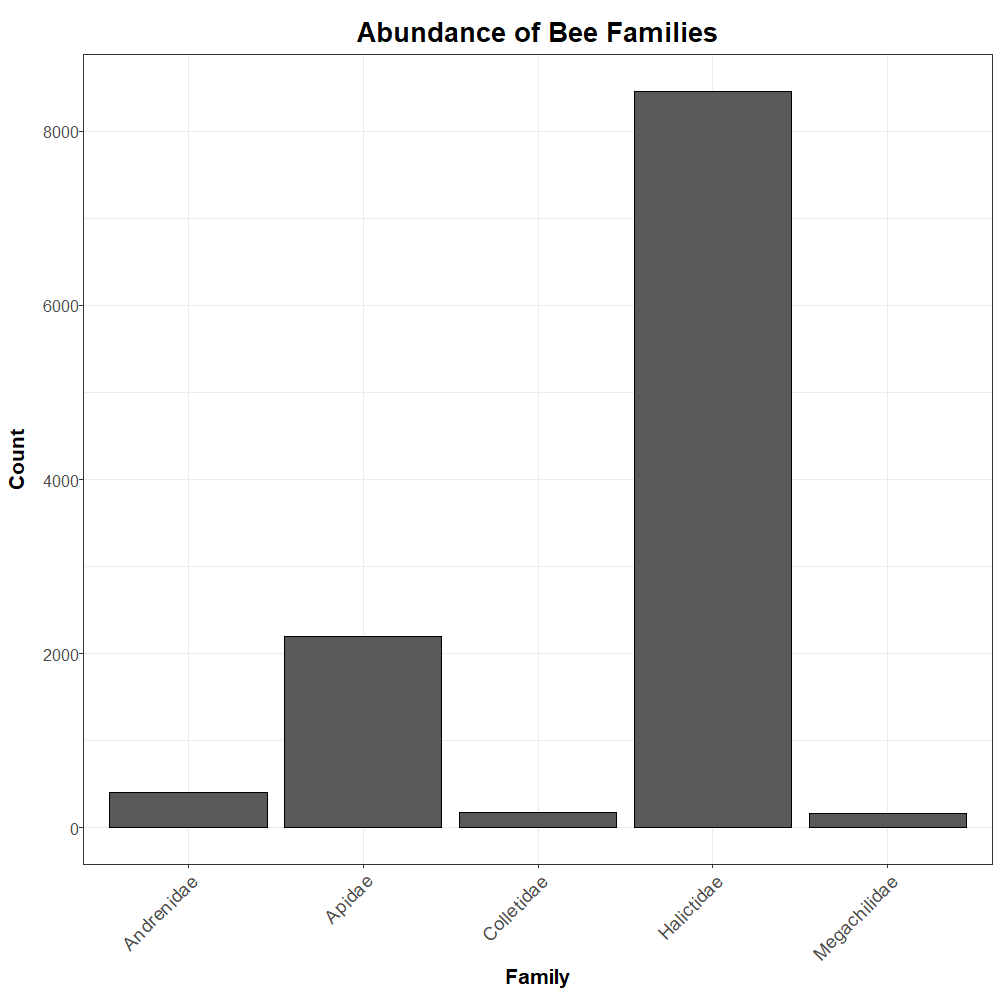 Abundance of Bee Families
Count
8000
6000
4000
2000
0
Andrenidae
Apidae
Colletidae
Halictidae
Megachilidae
Family